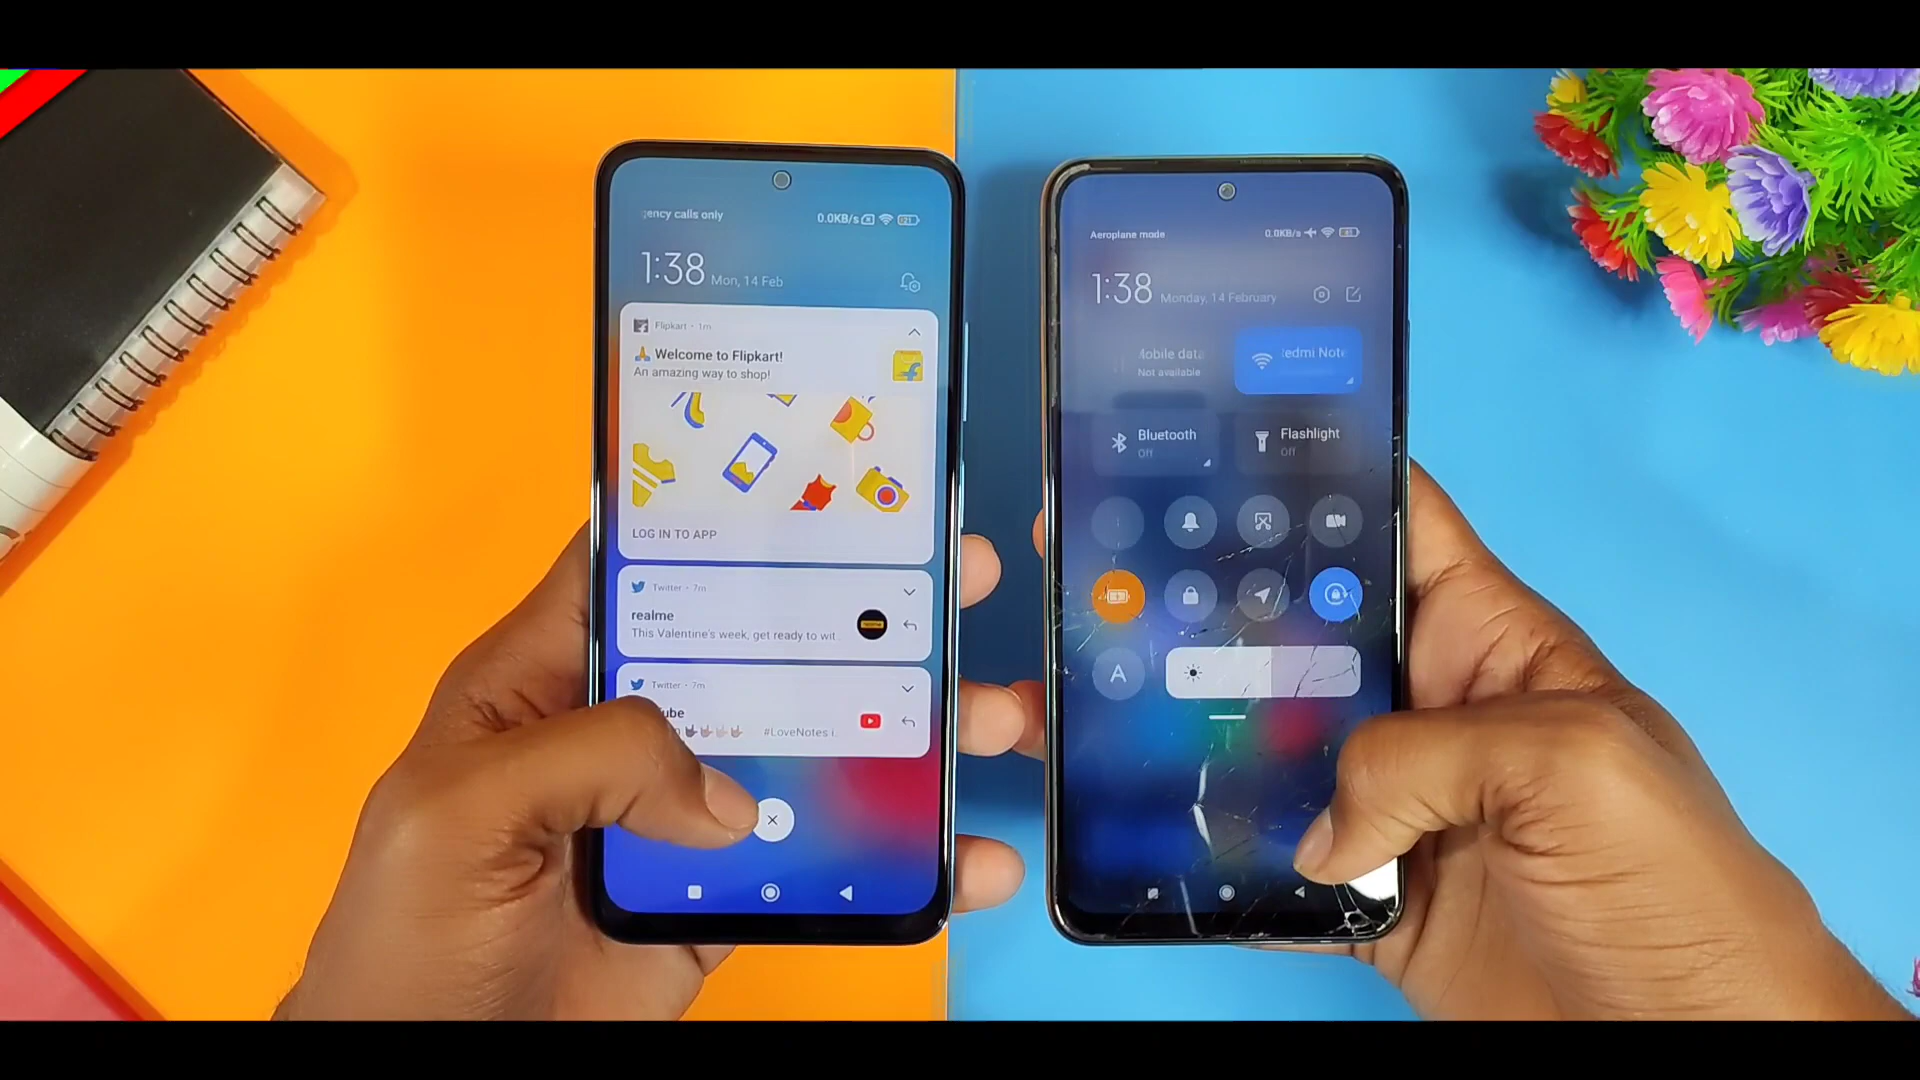 ency calls only
0.0KB/s
1:38 Mon, 14 Feb
Flipkart • 1m
🙏 Welcome to Flipkart!
An amazing way to shop!
LOG IN TO APP
Twitter • 7m
realme
This Valentine's week, get ready to wit
Twitter • 7m
ube
#LoveNotes i
Aeroplane mode
0.0KB/s
1:38 Monday, 14 February
Mobile data
Not available
edmi Note
Bluetooth
Off
Flashlight
Off
A